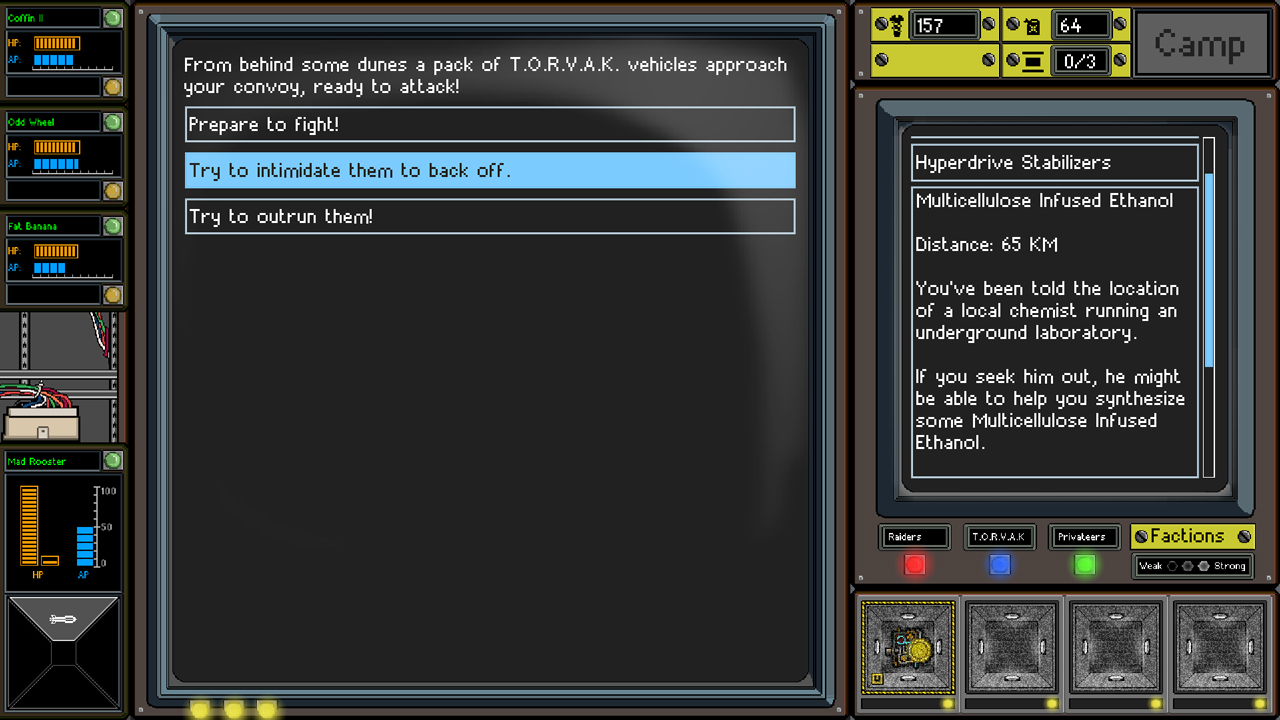 Coffin II
HP:
AP:
Odd Wheel
HP:
AP:
Fat Banana
HP:
AP:
Mad Rooster
100
50
0
HP
AP
From behind some dunes a pack of T.O.R.V.A.K. vehicles approach
your convoy, ready to attack!
Prepare to fight!
Try to intimidate them to back off.
Try to outrun them!
157
64
0/3
Camp
Hyperdrive Stabilizers
Multicellulose Infused Ethanol
Distance: 65 KM
You've been told the location
of a local chemist running an
underground laboratory.
If you seek him out, he might
be able to help you synthesize
some Multicellulose Infused
Ethanol.
Raiders
T.O.R.V.A.K
Privateers
Factions
Weak
Strong